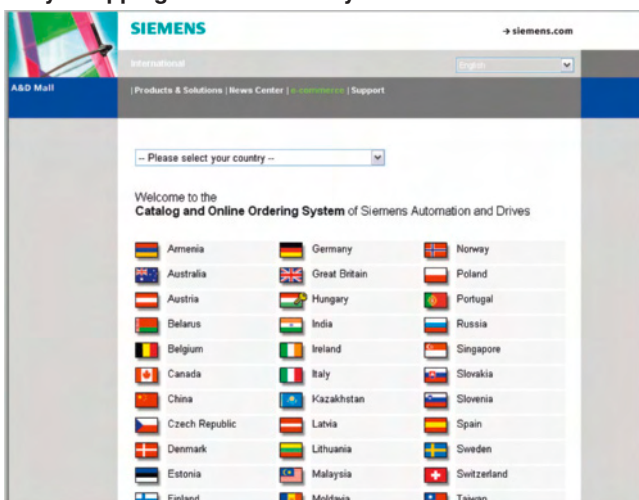 SIEMENS
→ siemens.com
International
English
A&D Mall
| Products & Solutions | News Center | e-commerce | Support
-- Please select your country --
Welcome to the
Catalog and Online Ordering System of Siemens Automation and Drives
Armenia Germany Norway
Australia Great Britain Poland
Austria Hungary Portugal
Belarus India Russia
Belgium Ireland Singapore
Canada Italy Slovakia
China Kazakhstan Slovenia
Czech Republic Latvia Spain
Denmark Lithuania Sweden
Estonia Malaysia Switzerland
Finland Moldavia Taiwan